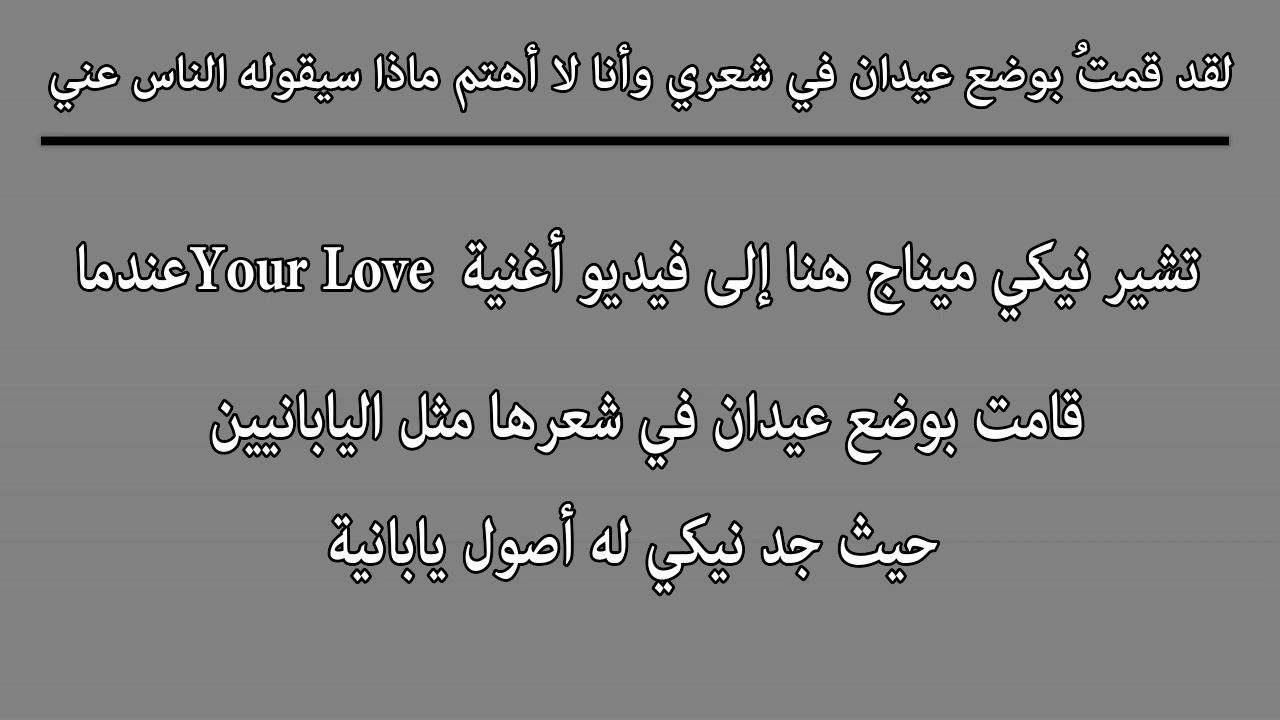 لقد قمتُ بوضع عيدان في شعري وأنا لا أهتم ماذا سيقوله الناس عني
تشير نيكي ميناج هنا إلى فيديو أغنية Your Love عندما
قامت بوضع عيدان في شعرها مثل اليابانيين
حيث جد نيكي له أصول يابانية